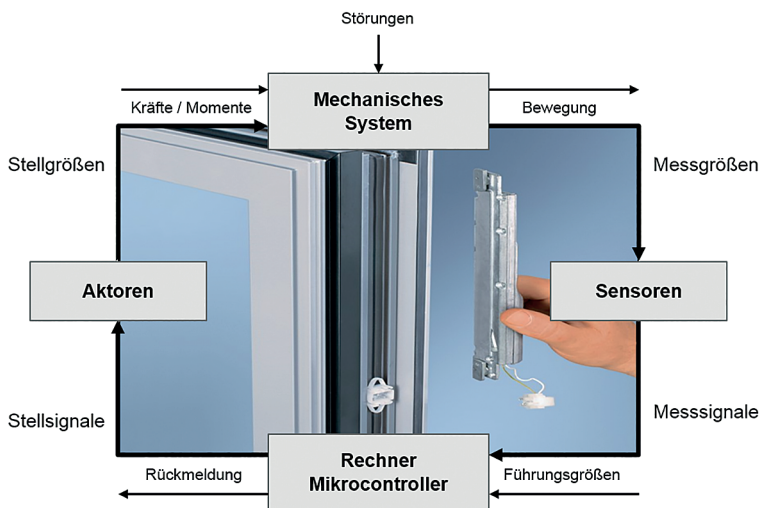 Störungen
Kräfte / Momente
Mechanisches
System
Bewegung
Stellgrößen
Messgrößen
Aktoren
Sensoren
Stellsignale
Messsignale
Rückmeldung
Rechner
Mikrocontroller
Führungsgrößen